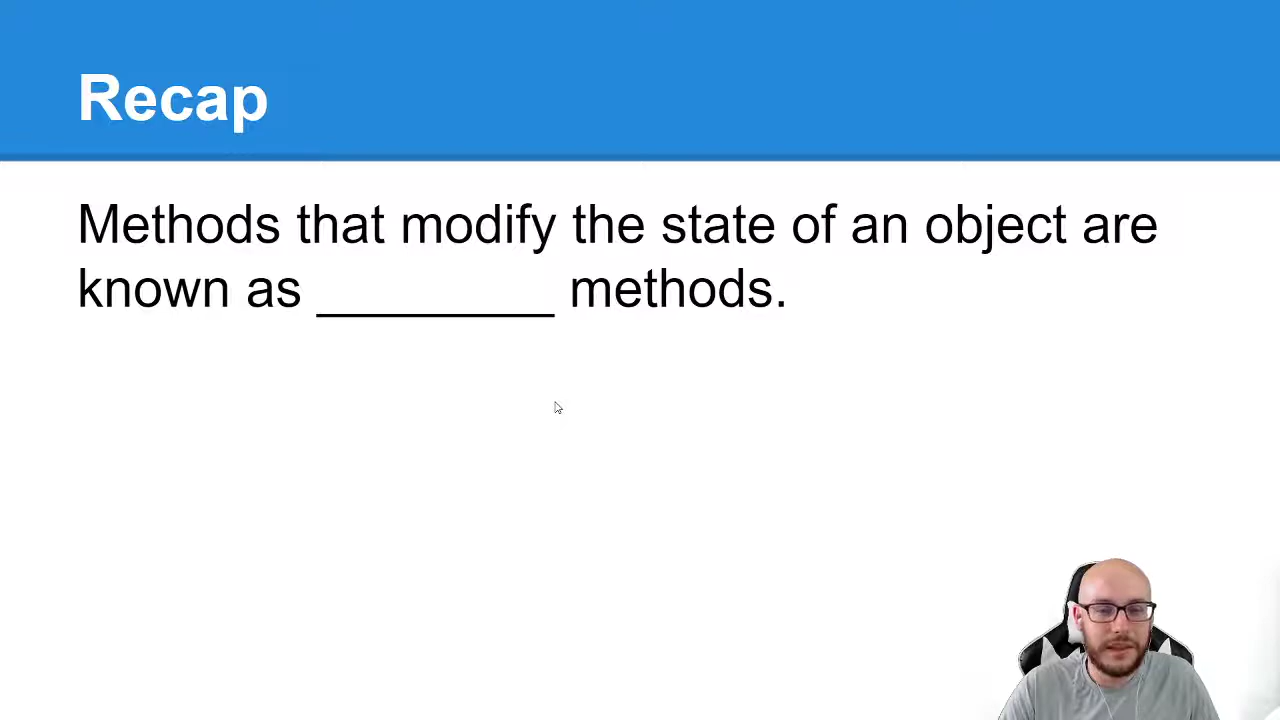 Recap
Methods that modify the state of an object are
known as _________ methods.